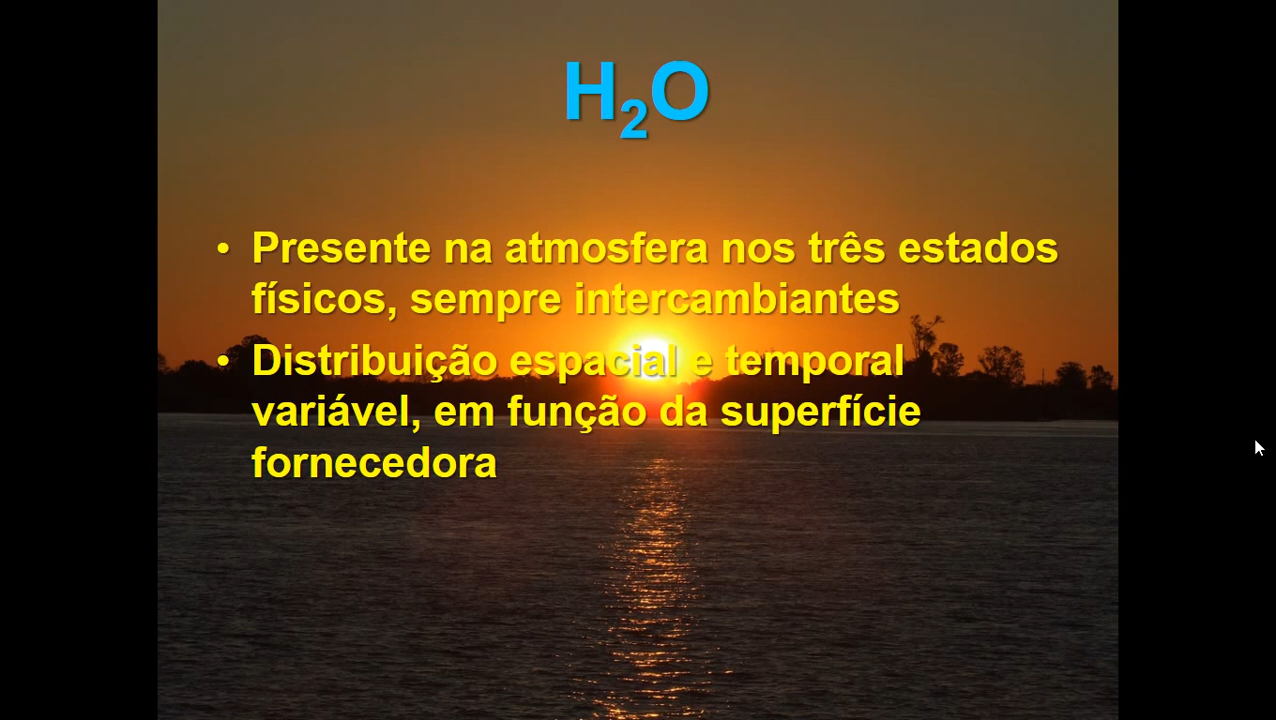 H₂O
• Presente na atmosfera nos três estados
físicos, sempre intercambiantes
• Distribuição espacial e temporal
variável, em função da superfície
fornecedora